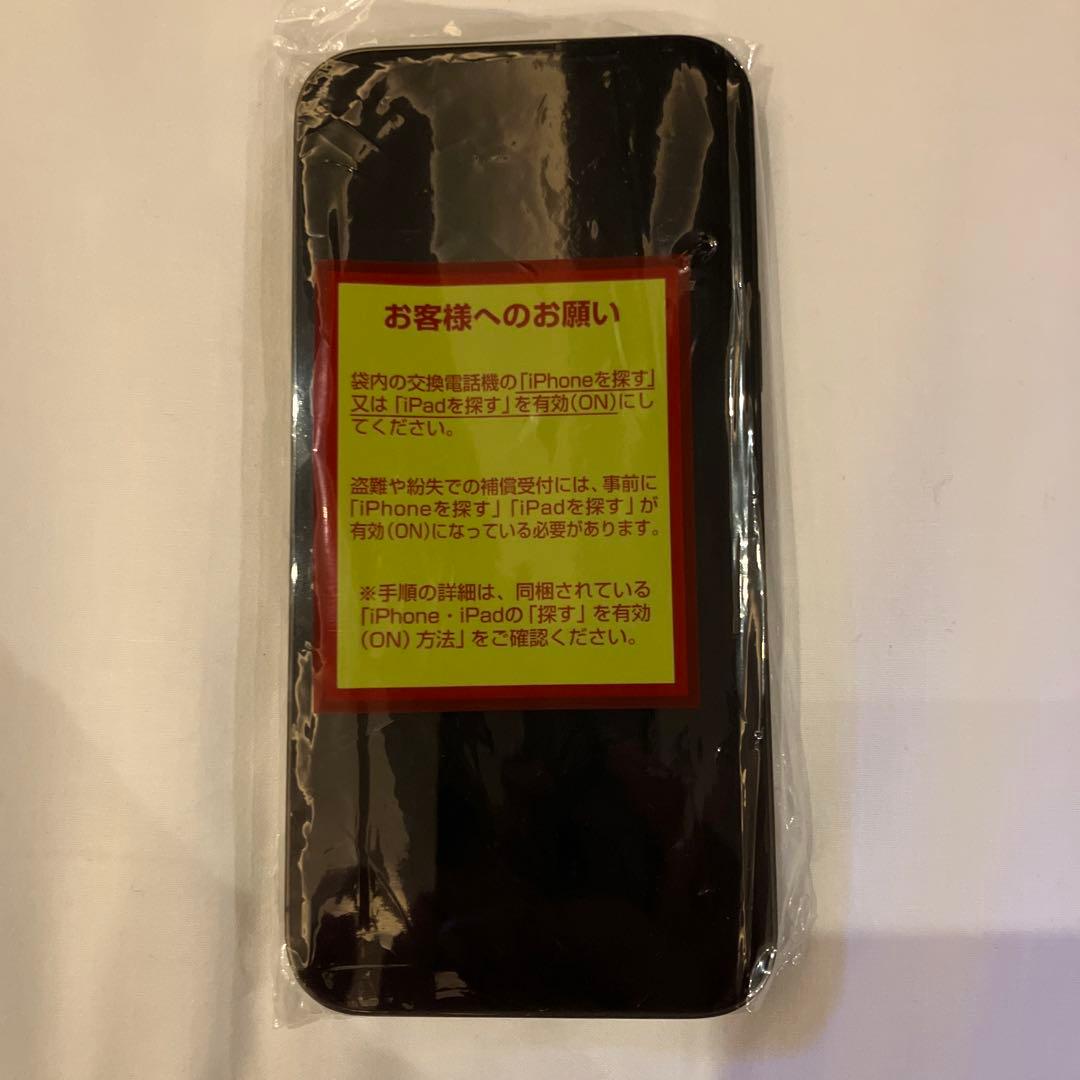 お客様へのお願い
袋内の交換電話機の「iPhoneを探す」
又は「iPadを探す」を有効(ON)にし
てください。
盗難や紛失での補償受付には、事前に
「iPhoneを探す」「iPadを探す」が
有効(ON)になっている必要があります。
※手順の詳細は、同梱されている
「iPhone・iPadの「探す」を有効
(ON)方法」をご確認ください。